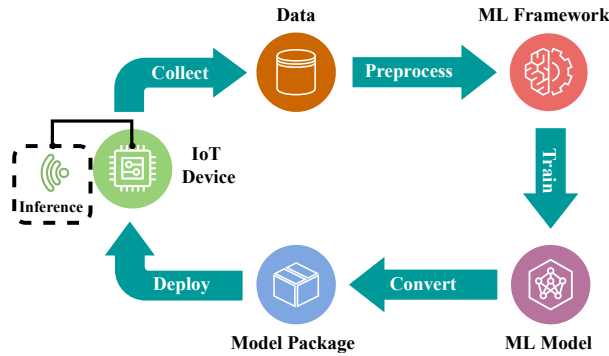 Data
ML Framework
Collect
Preprocess
IoT
Device
Inference
Train
Deploy
Convert
Model Package
ML Model